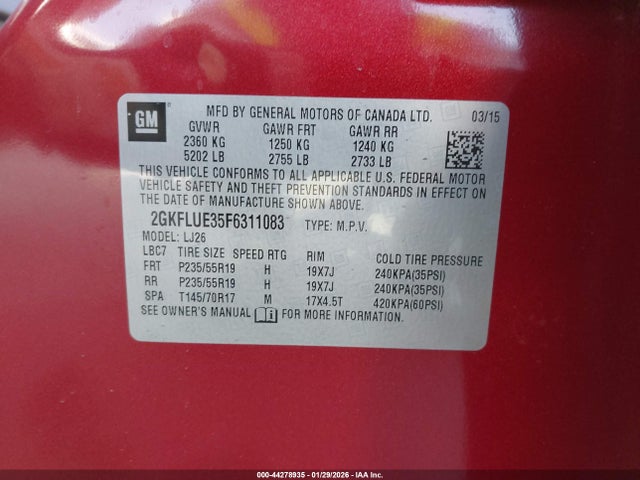 GM
MFD BY GENERAL MOTORS OF CANADA LTD. 03/15
GVWR GAWR FRT GAWR RR
2360 KG 1250 KG 1240 KG
5202 LB 2755 LB 2733 LB
THIS VEHICLE CONFORMS TO ALL APPLICABLE U.S. FEDERAL MOTOR
VEHICLE SAFETY AND THEFT PREVENTION STANDARDS IN EFFECT ON
THE DATE OF MANUFACTURE SHOWN ABOVE.
2GKFLUE35F6311083 TYPE: M.P.V.
MODEL: LJ26
LBC7 TIRE SIZE SPEED RTG RIM COLD TIRE PRESSURE
FRT P235/55R19 H 19X7J 240KPA(35PSI)
RR P235/55R19 H 19X7J 240KPA(35PSI)
SPA T145/70R17 M 17X4.5T 420KPA(60PSI)
SEE OWNER'S MANUAL FOR MORE INFORMATION.
000-44278935 - 01/29/2026 - IAA Inc.